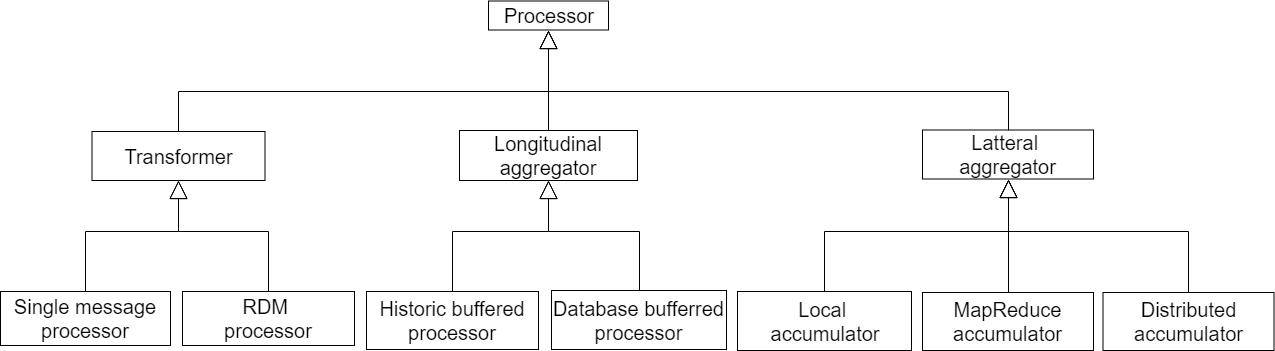 Processor
Transformer
Longitudinal
aggregator
Latteral
aggregator
Single message
processor
RDM
processor
Historic buffered
processor
Database bufferred
processor
Local
accumulator
MapReduce
accumulator
Distributed
accumulator